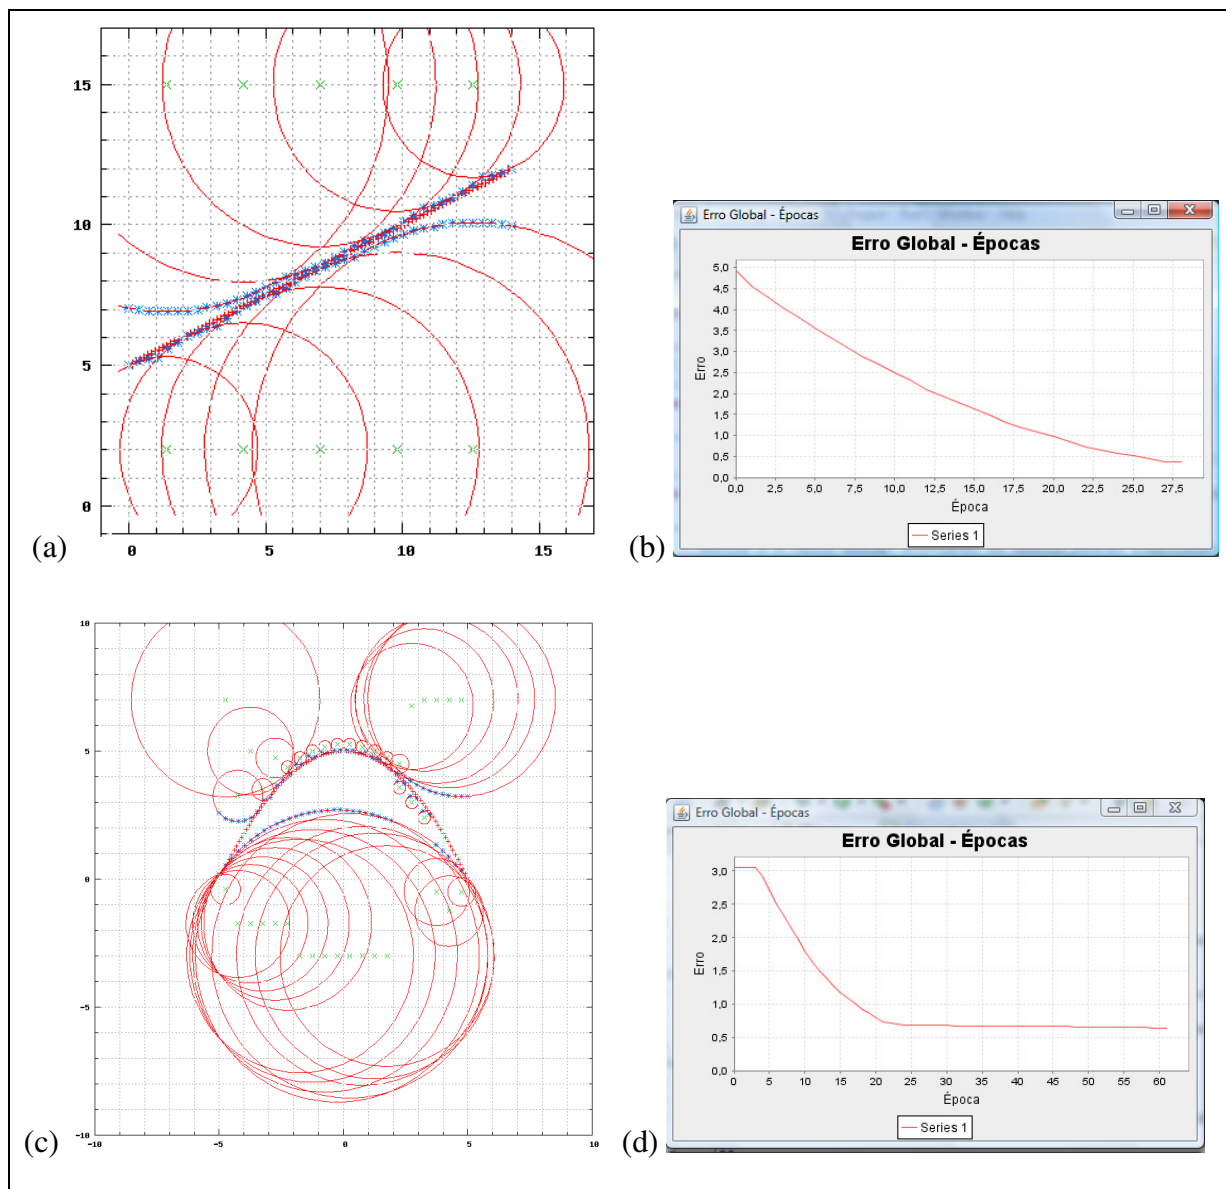 15
10
5
0
0 5 10 15
(a)
Erro Global - Épocas
Erro Global - Épocas
5,0
4,5
4,0
3,5
3,0
2,5
2,0
1,5
1,0
0,5
0,0
Erro
0,0 2,5 5,0 7,5 10,0 12,5 15,0 17,5 20,0 22,5 25,0 27,5
Época
Series 1
(b)
10
5
0
-5
-10
-10 -5 0 5 10
(c)
Erro Global - Épocas
Erro Global - Épocas
3,0
2,5
2,0
1,5
1,0
0,5
0,0
Erro
0 5 10 15 20 25 30 35 40 45 50 55 60
Época
Series 1
(d)